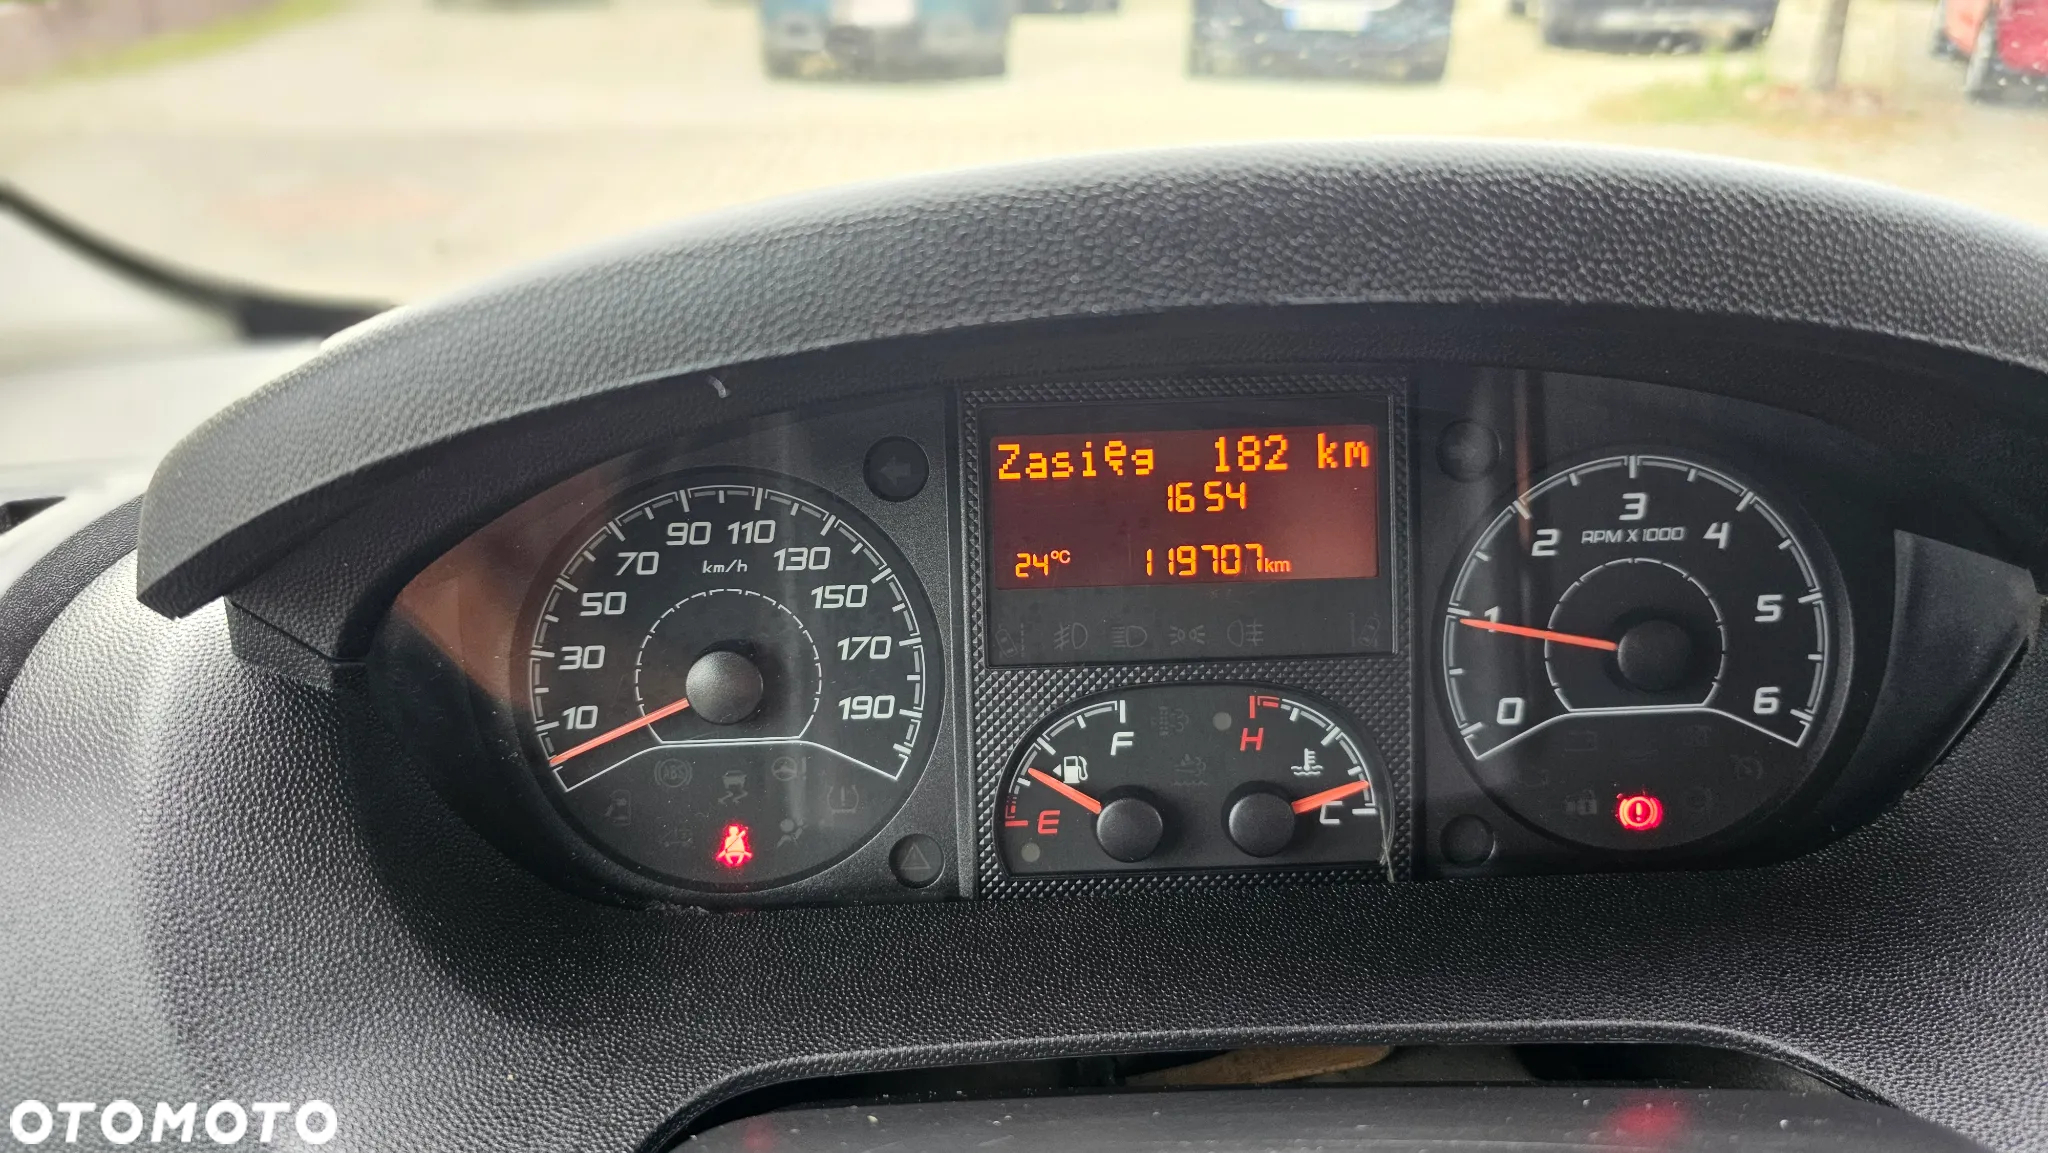 Zasięg 182 km
16 54
24°C 119707km
10 30 50 70 90 110 130 150 170 190
km/h
ABS
F
E
H
C
0 1 2 3 4 5 6
RPM X 1000
OTOMOTO